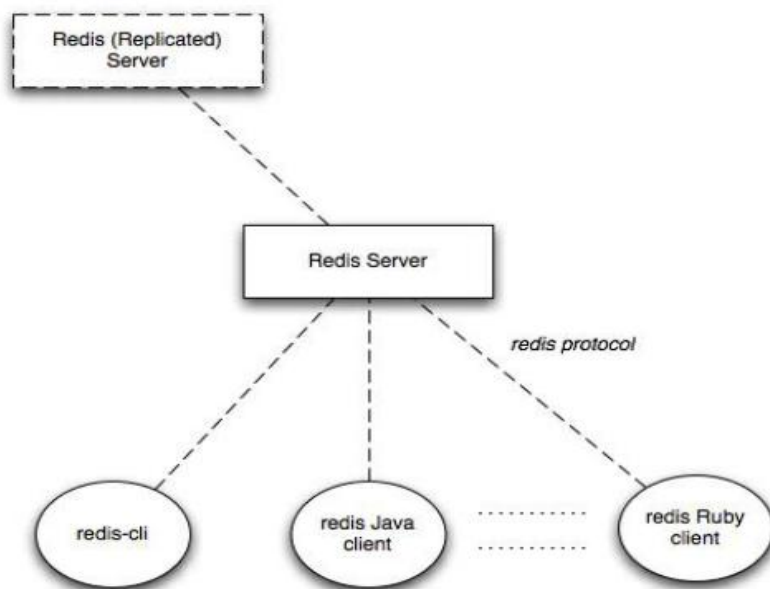 Redis (Replicated)
Server
Redis Server
redis protocol
redis-cli
redis Java
client
redis Ruby
client